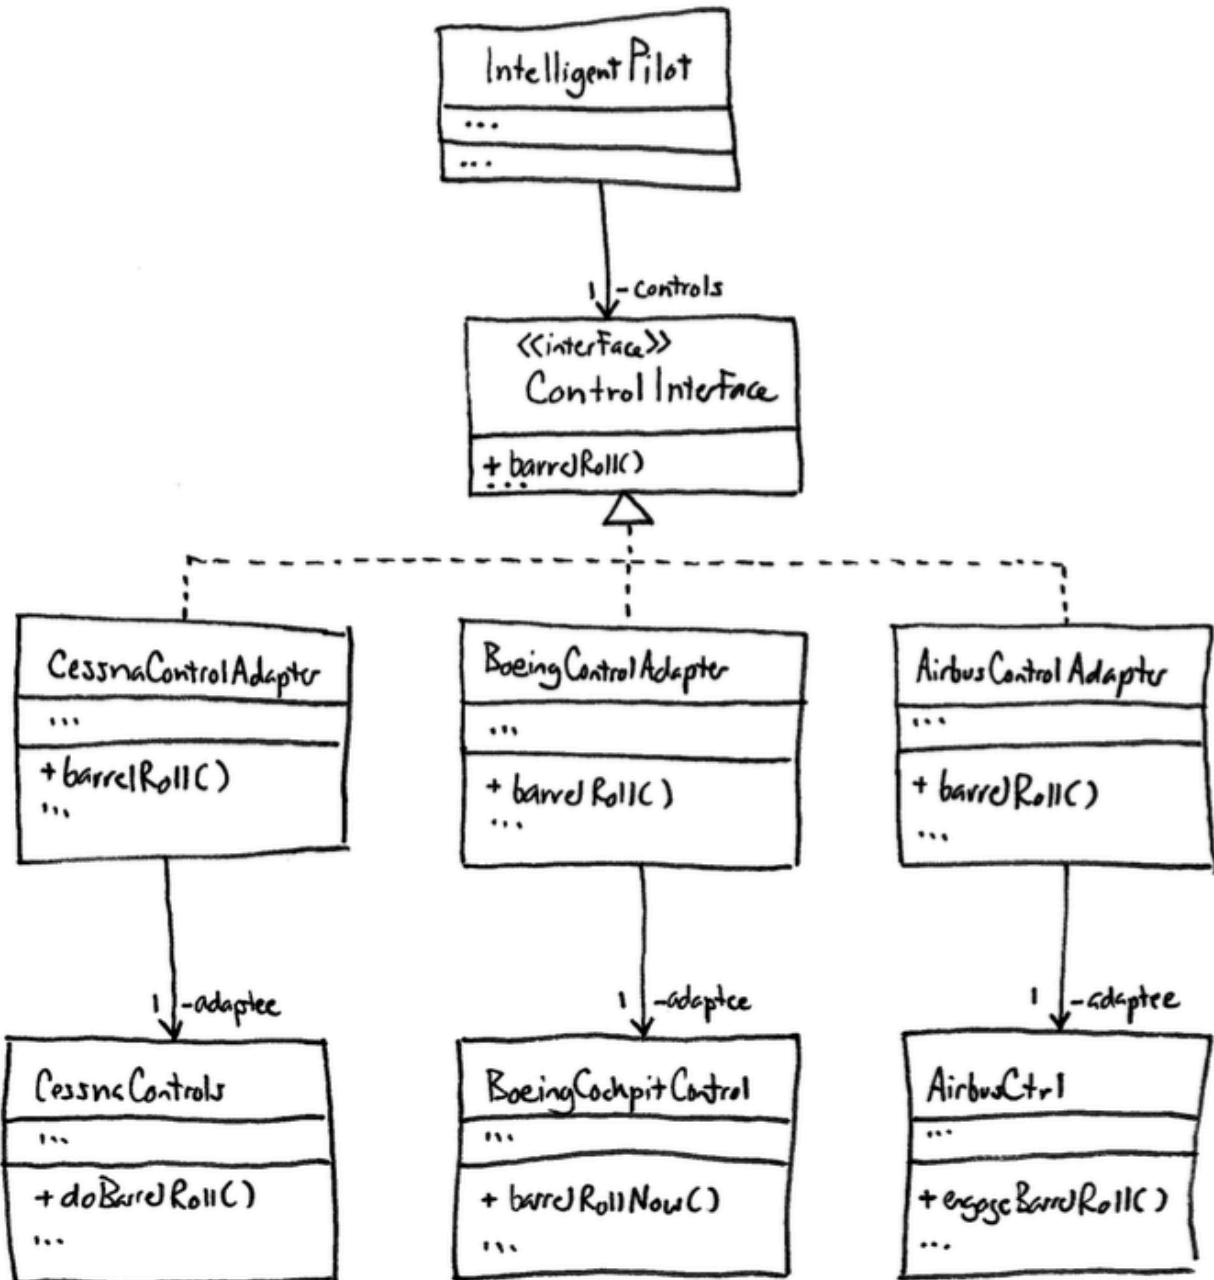 IntelligentPilot
...
...
1 -controls
<<interface>>
ControlInterface
+ barrelRoll()
...
CessnaControlAdapter
...
+ barrelRoll()
...
BoeingControlAdapter
...
+ barrelRoll()
...
AirbusControlAdapter
...
+ barrelRoll()
...
1 -adaptee
1 -adaptee
1 -adaptee
CessnaControls
...
+ doBarrelRoll()
...
BoeingCockpitControl
...
+ barrelRollNow()
...
AirbusCtrl
...
+ engageBarrelRoll()
...